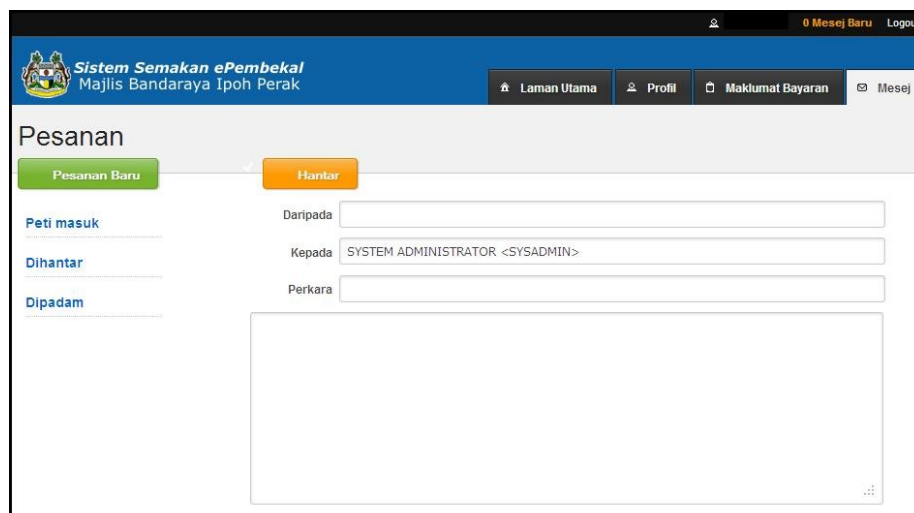 0 Mesej Baru Logou
Sistem Semakan ePembekal
Majlis Bandaraya Ipoh Perak
Laman Utama Profil Maklumat Bayaran Mesej
Pesanan
Pesanan Baru Hantar
Peti masuk
Dihantar
Dipadam
Daripada
Kepada SYSTEM ADMINISTRATOR <SYSADMIN>
Perkara